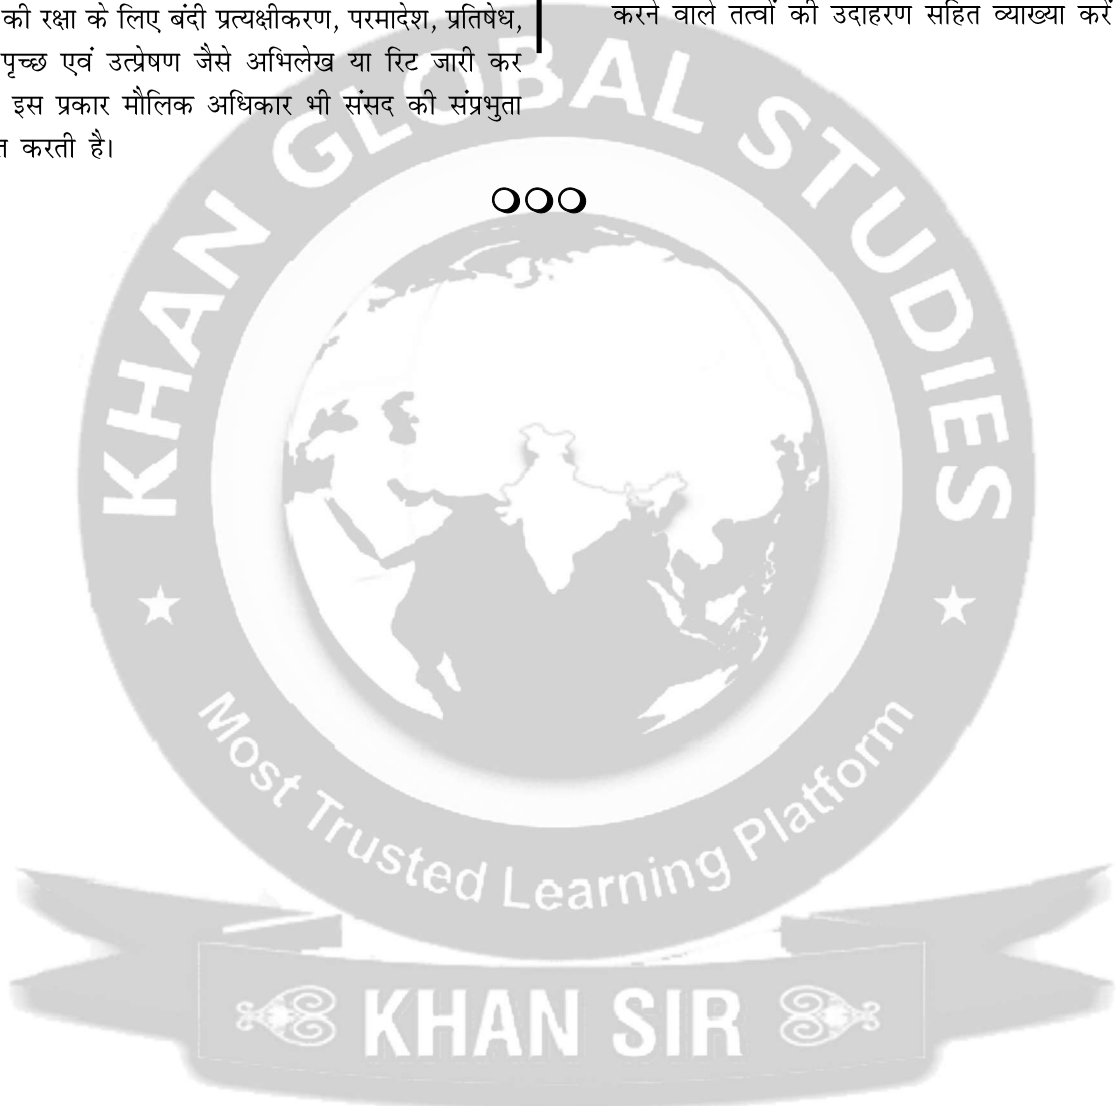 की रक्षा के लिए बंदी प्रत्यक्षीकरण, परमादेश, प्रतिषेध,
पृच्छ एवं उत्प्रेषण जैसे अभिलेख या रिट जारी कर
इस प्रकार मौलिक अधिकार भी संसद की संप्रभुता
करती है।
करने वाले तत्वों की उदाहरण सहित व्याख्या करें
KHAN GLOBAL STUDIES
Most Trusted Learning Platform
KHAN SIR